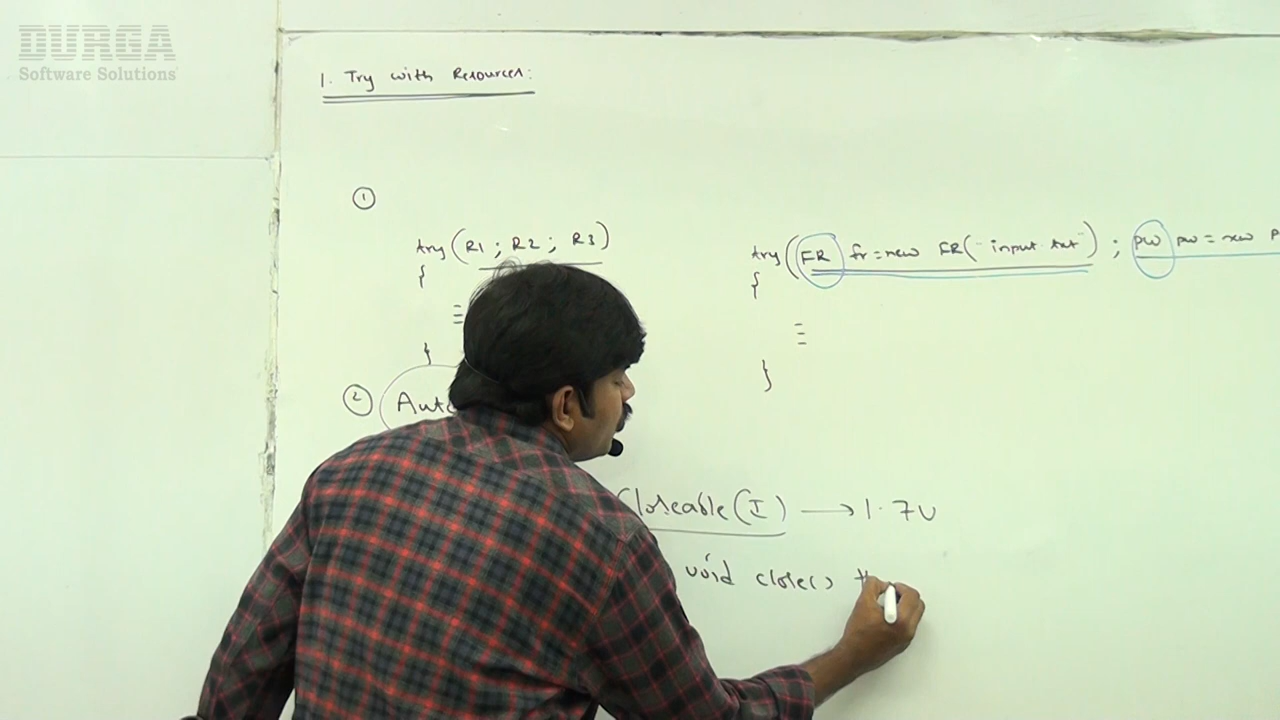 DURGA
Software Solutions
1. Try with Resources:
①
try (R1 ; R2 ; R3)
{
}
try ( FR fr = new FR("input.txt") ; PW pw = new P
{
}
②
Closeable(I) → 1.7V
void close()